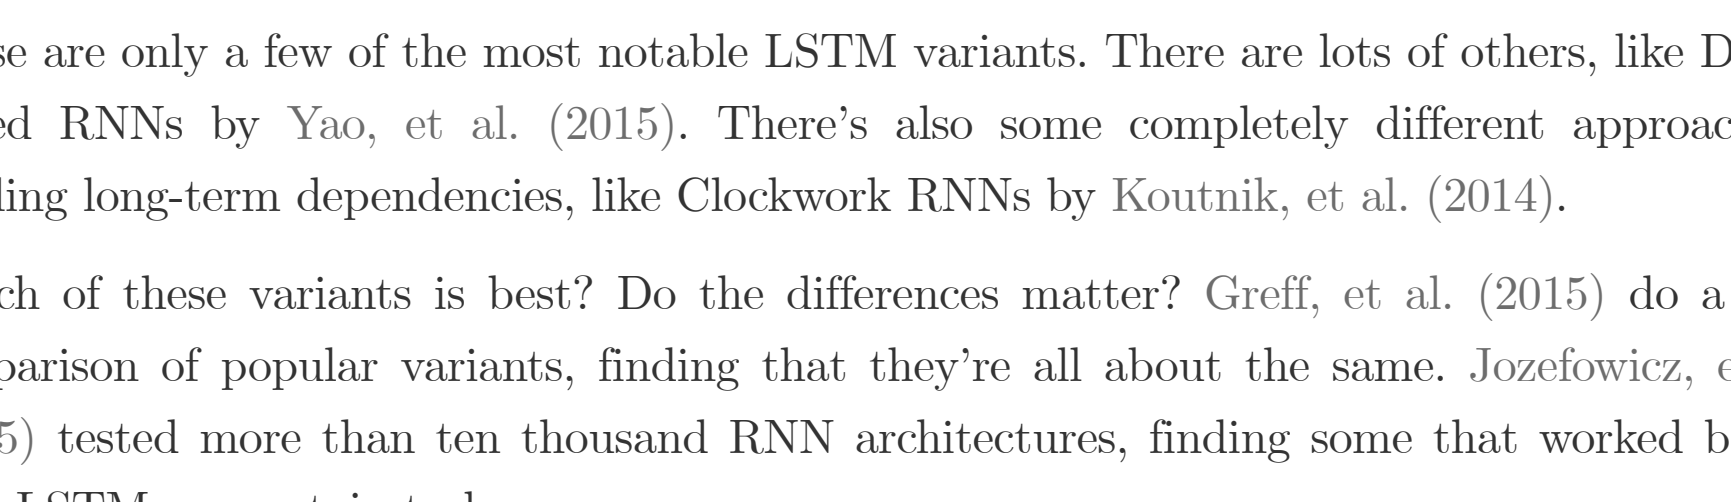 se are only a few of the most notable LSTM variants. There are lots of others, like D
ed RNNs by Yao, et al. (2015). There's also some completely different approac
ling long-term dependencies, like Clockwork RNNs by Koutnik, et al. (2014).
ch of these variants is best? Do the differences matter? Greff, et al. (2015) do a
parison of popular variants, finding that they're all about the same. Jozefowicz, e
5) tested more than ten thousand RNN architectures, finding some that worked b
LSTM